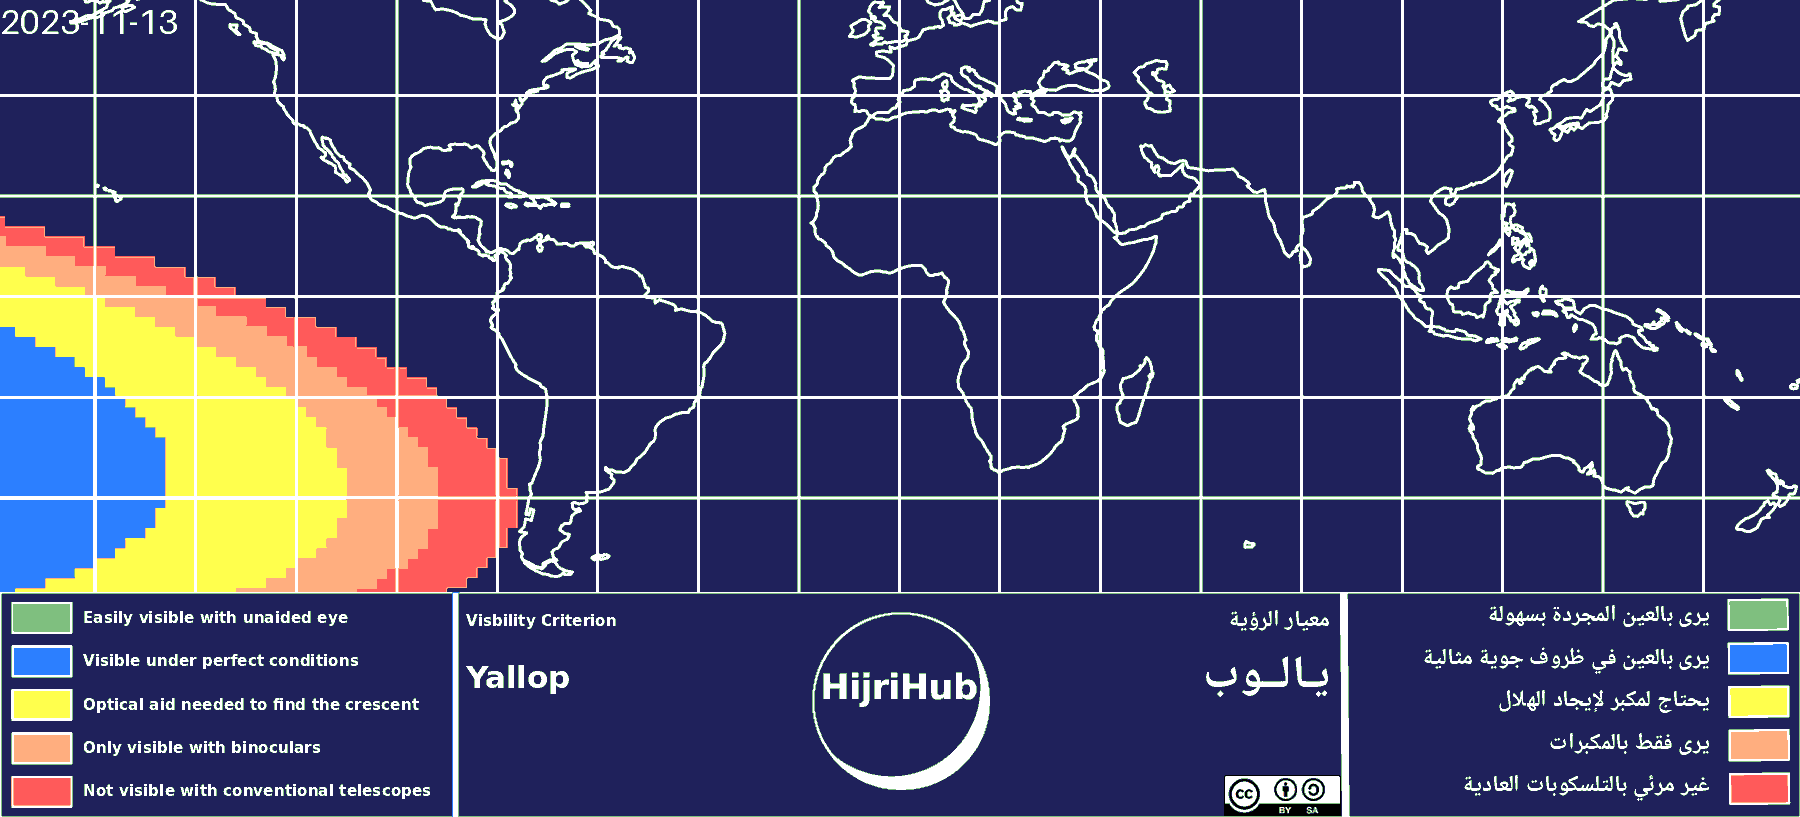 2023-11-13
Easily visible with unaided eye
Visible under perfect conditions
Optical aid needed to find the crescent
Only visible with binoculars
Not visible with conventional telescopes
Visbility Criterion
Yallop
HijriHub
معيار الرؤية
يـالـوب
cc
BY SA
يرى بالعين المجردة بسهولة
يرى بالعين في ظروف جوية مثالية
يحتاج لمكبر لإيجاد الهلال
يرى فقط بالمكبرات
غير مرئي بالتلسكوبات العادية